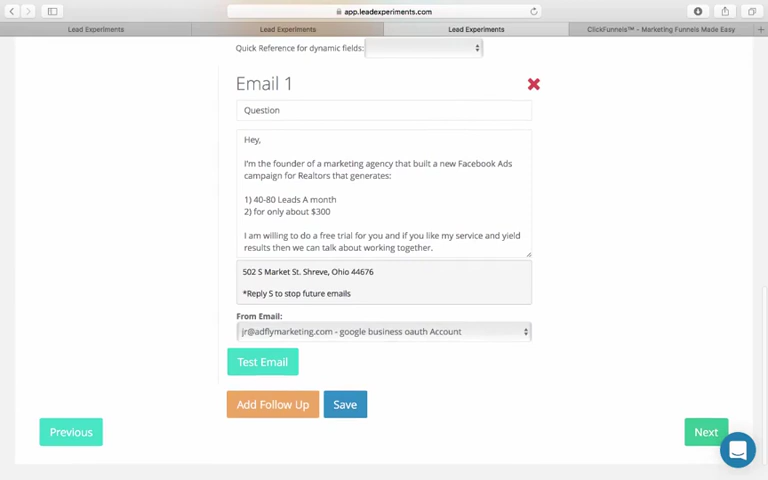 app.leadexperiments.com
Lead Experiments
Lead Experiments
Lead Experiments
ClickFunnels™ - Marketing Funnels Made Easy
Quick Reference for dynamic fields:
Email 1
Question
Hey,
I'm the founder of a marketing agency that built a new Facebook Ads
campaign for Realtors that generates:
1) 40-80 Leads A month
2) for only about $300
I am willing to do a free trial for you and if you like my service and yield
results then we can talk about working together.
502 S Market St. Shreve, Ohio 44676
*Reply S to stop future emails
From Email:
jr@adflymarketing.com - google business oauth Account
Test Email
Add Follow Up
Save
Previous
Next